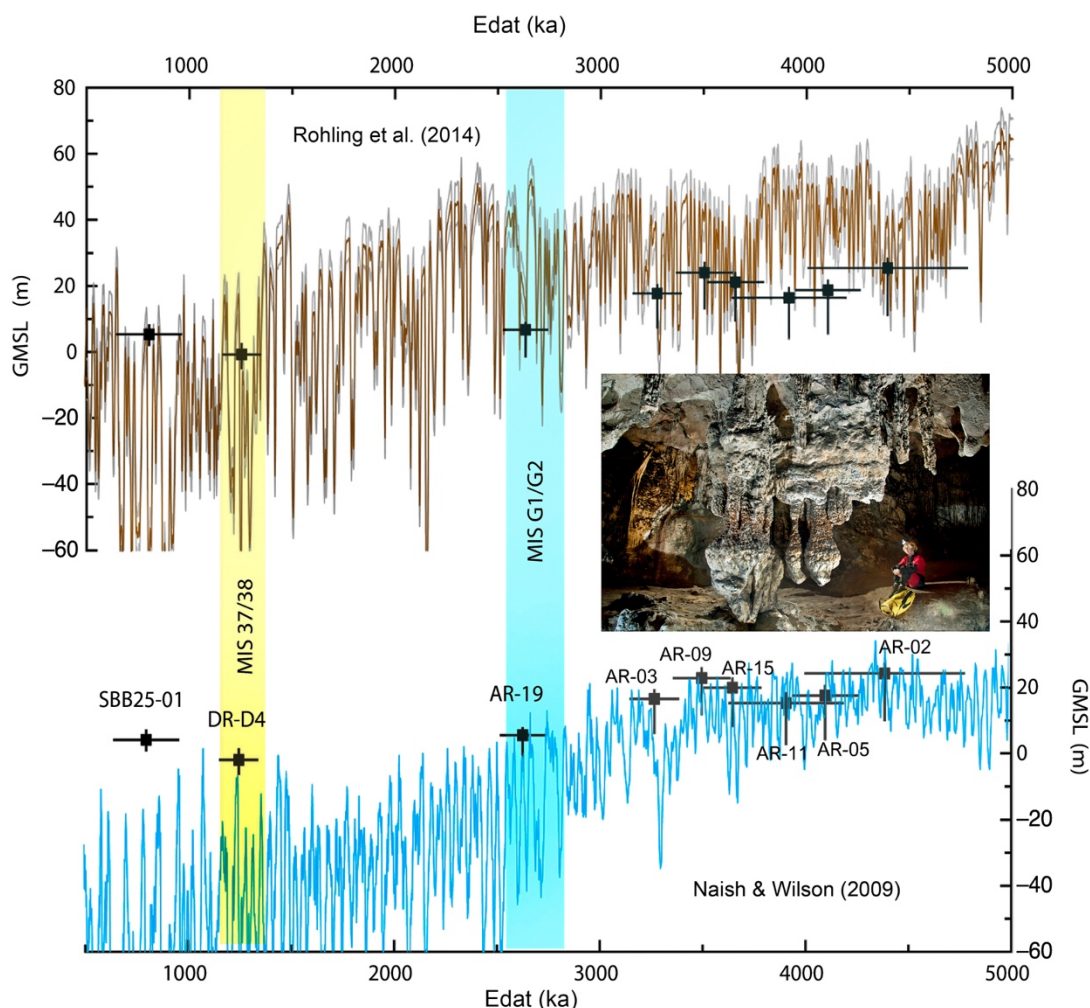 Edat (ka)
1000 2000 3000 4000 5000
80
60
40
20
0
–20
–40
–60
GMSL (m)
Rohling et al. (2014)
MIS 37/38
MIS G1/G2
80
60
40
20
0
–20
–40
–60
GMSL (m)
SBB25-01
DR-D4
AR-19
AR-03
AR-09
AR-15
AR-02
AR-11
AR-05
Naish & Wilson (2009)
1000 2000 3000 4000 5000
Edat (ka)